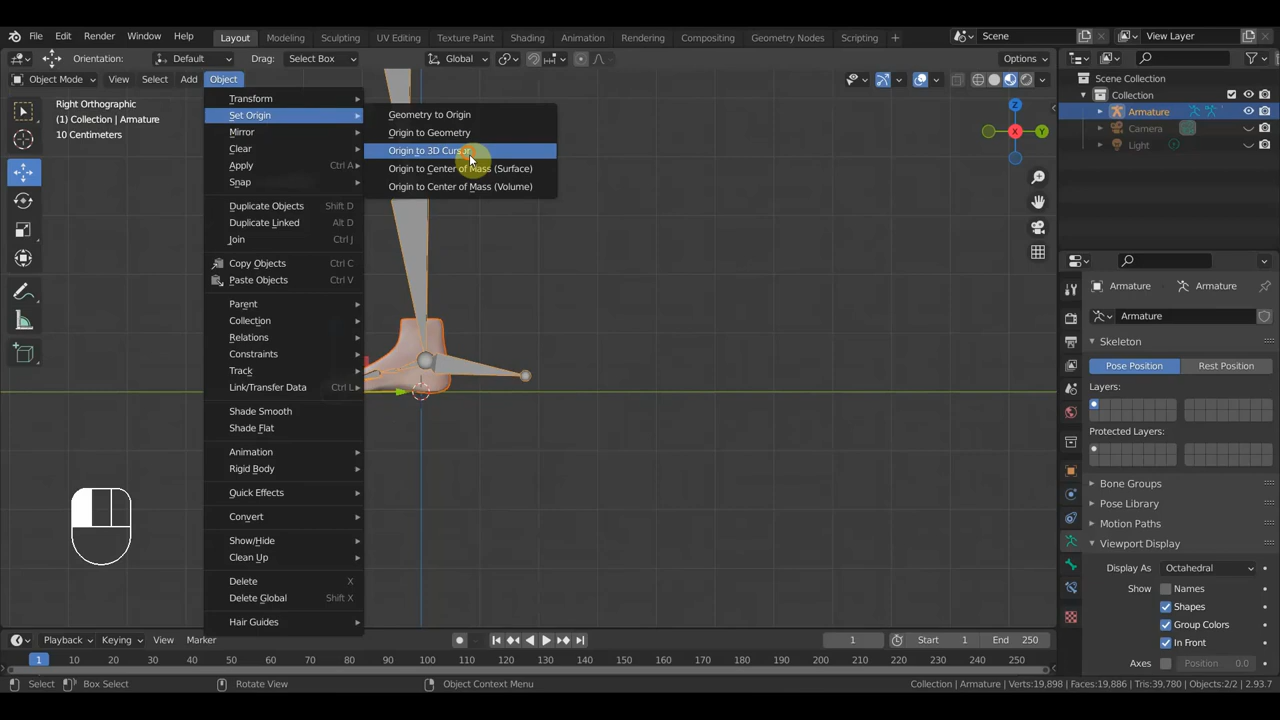 File Edit Render Window Help Layout Modeling Sculpting UV Editing Texture Paint Shading Animation Rendering Compositing Geometry Nodes Scripting + Scene View Layer
Orientation: Default Drag: Select Box Global Options
Object Mode View Select Add Object
Right Orthographic
(1) Collection | Armature
10 Centimeters
Transform
Set Origin
Mirror
Clear
Apply Ctrl A
Snap
Duplicate Objects Shift D
Duplicate Linked Alt D
Join Ctrl J
Copy Objects Ctrl C
Paste Objects Ctrl V
Parent
Collection
Relations
Constraints
Track
Link/Transfer Data Ctrl L
Shade Smooth
Shade Flat
Animation
Rigid Body
Quick Effects
Convert
Show/Hide
Clean Up
Delete X
Delete Global Shift X
Hair Guides
Geometry to Origin
Origin to Geometry
Origin to 3D Cursor
Origin to Center of Mass (Surface)
Origin to Center of Mass (Volume)
Z
X
Y
Scene Collection
Collection
Armature
Camera
Light
Armature Armature
Armature
Skeleton
Pose Position Rest Position
Layers:
Protected Layers:
Bone Groups
Pose Library
Motion Paths
Viewport Display
Display As Octahedral
Show Names
Shapes
Group Colors
In Front
Axes Position 0.0
Playback Keying View Marker 1 Start 1 End 250
1 10 20 30 40 50 60 70 80 90 100 110 120 130 140 150 160 170 180 190 200 210 220 230 240 250
Select Box Select Rotate View Object Context Menu Collection | Armature | Verts:19,898 | Faces:19,886 | Tris:39,780 | Objects:2/2 | 2.93.7